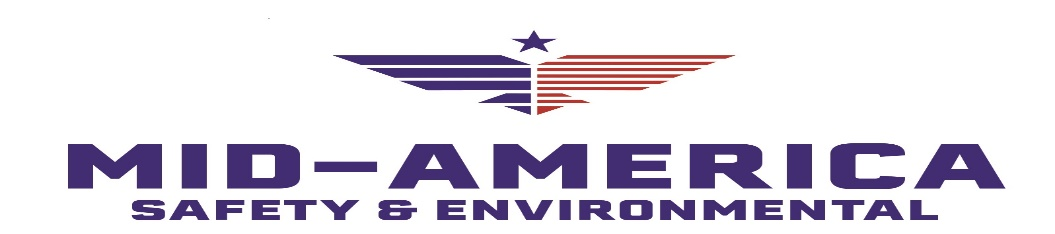 MID-AMERICA
SAFETY & ENVIRONMENTAL